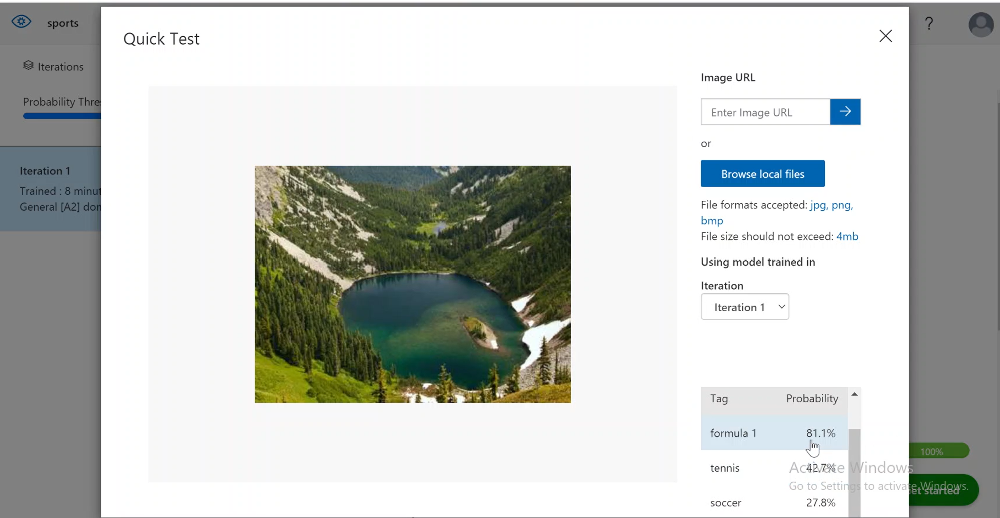 sports
?
Quick Test
Iterations
Probability Thres
Iteration 1
Trained : 8 minut
General [A2] dom
Image URL
Enter Image URL
or
Browse local files
File formats accepted: jpg, png,
bmp
File size should not exceed: 4mb
Using model trained in
Iteration
Iteration 1
Tag Probability
formula 1 81.1%
tennis 42.7%
soccer 27.8%
100%
Activate Windows
Go to Settings to activate Windows.
et started